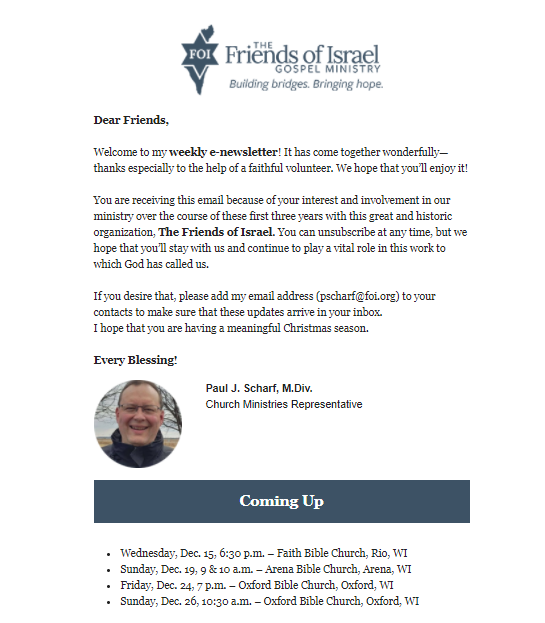 FOI
THE
Friends of Israel
GOSPEL MINISTRY
Building bridges. Bringing hope.
Dear Friends,
Welcome to my weekly e-newsletter! It has come together wonderfully—
thanks especially to the help of a faithful volunteer. We hope that you'll enjoy it!
You are receiving this email because of your interest and involvement in our
ministry over the course of these first three years with this great and historic
organization, The Friends of Israel. You can unsubscribe at any time, but we
hope that you'll stay with us and continue to play a vital role in this work to
which God has called us.
If you desire that, please add my email address (pscharf@foi.org) to your
contacts to make sure that these updates arrive in your inbox.
I hope that you are having a meaningful Christmas season.
Every Blessing!
Paul J. Scharf, M.Div.
Church Ministries Representative
Coming Up
• Wednesday, Dec. 15, 6:30 p.m. – Faith Bible Church, Rio, WI
• Sunday, Dec. 19, 9 & 10 a.m. – Arena Bible Church, Arena, WI
• Friday, Dec. 24, 7 p.m. – Oxford Bible Church, Oxford, WI
• Sunday, Dec. 26, 10:30 a.m. – Oxford Bible Church, Oxford, WI